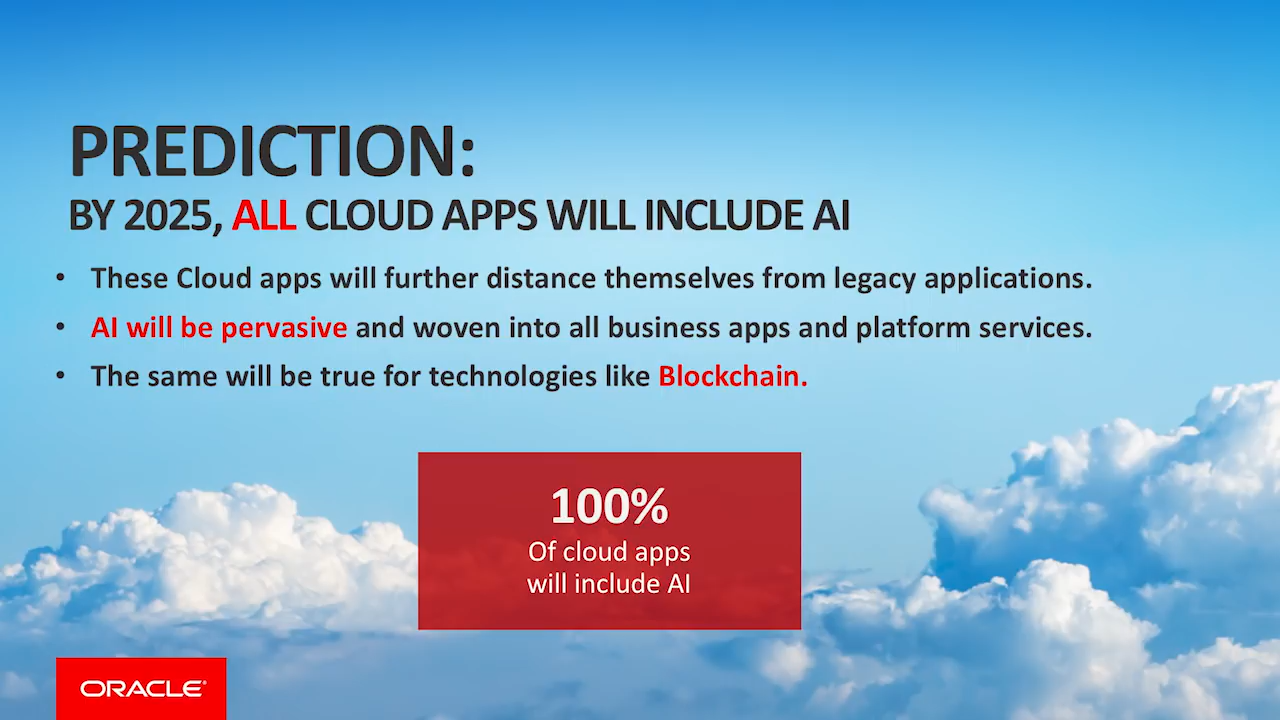 PREDICTION:
BY 2025, ALL CLOUD APPS WILL INCLUDE AI
• These Cloud apps will further distance themselves from legacy applications.
• AI will be pervasive and woven into all business apps and platform services.
• The same will be true for technologies like Blockchain.
100%
Of cloud apps
will include AI
ORACLE®